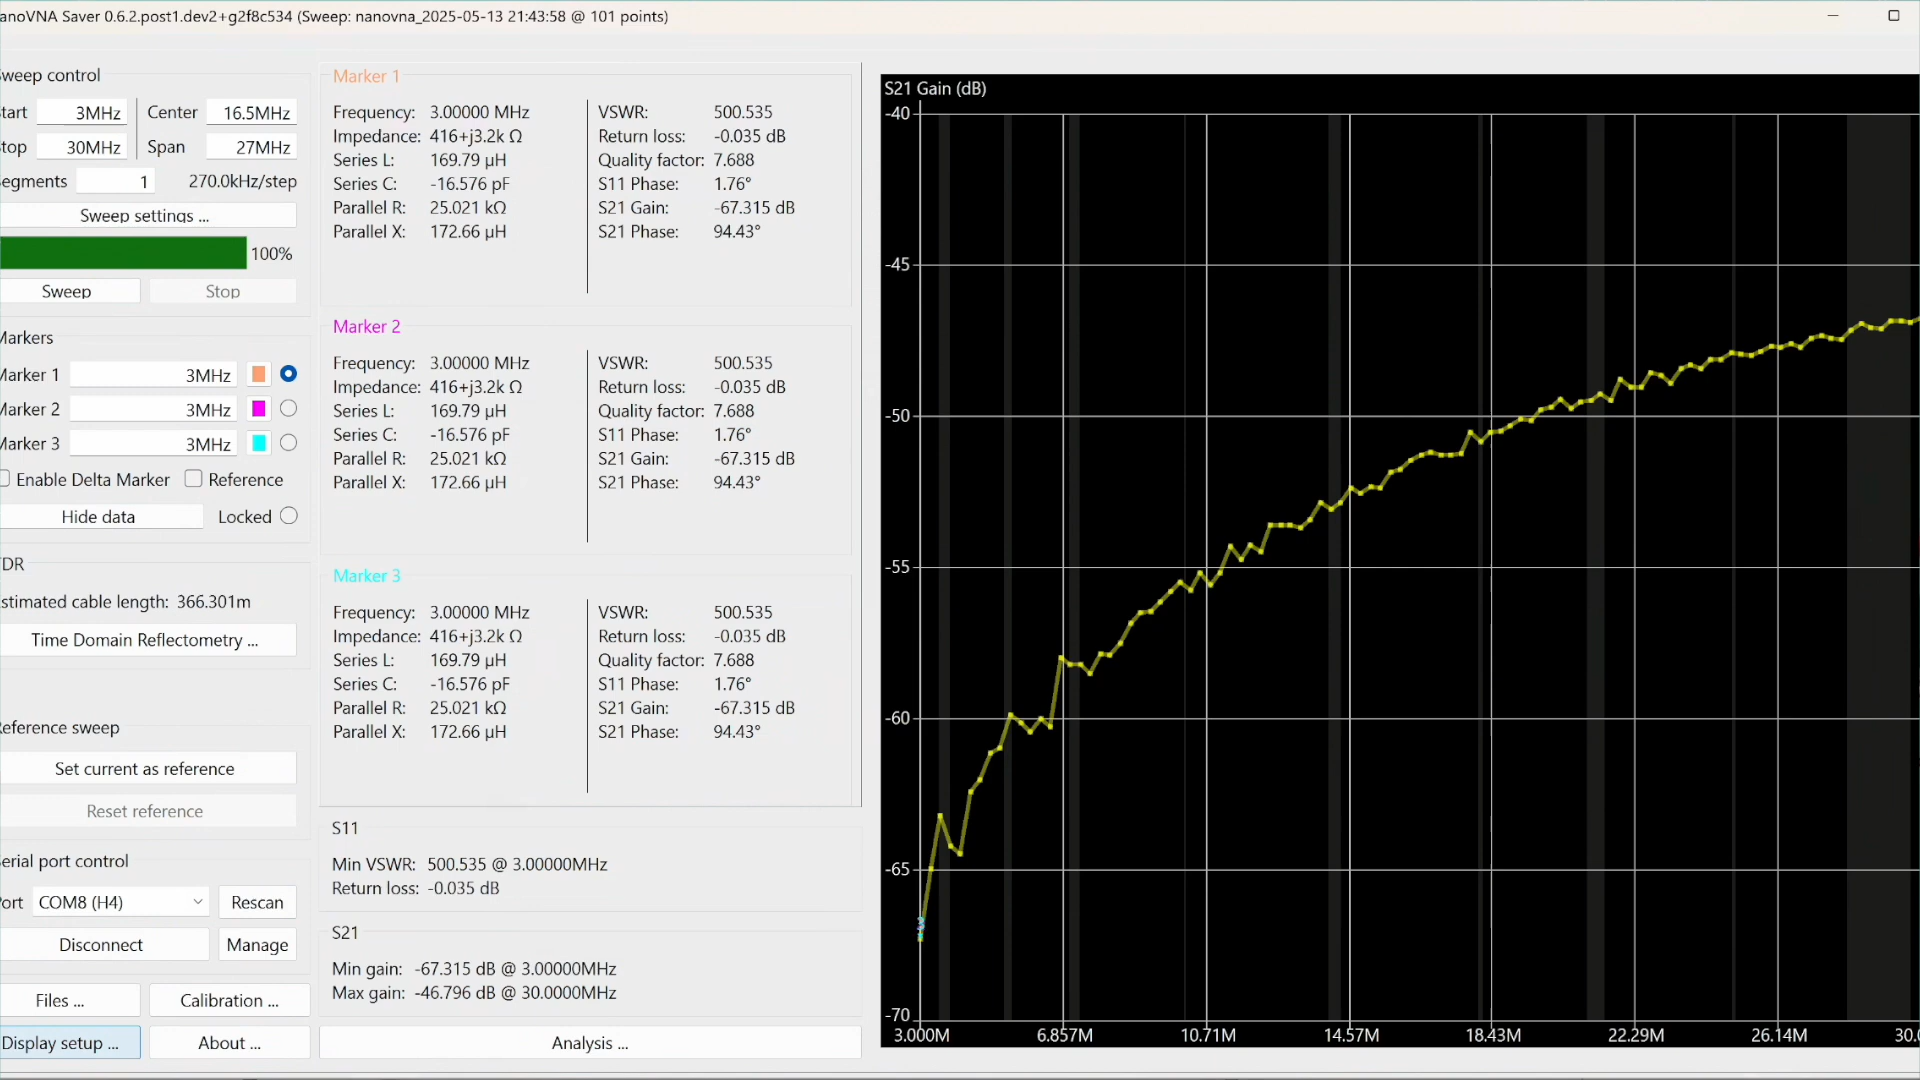 anoVNA Saver 0.6.2.post1.dev2+g2f8c534 (Sweep: nanovna_2025-05-13 21:43:58 @ 101 points)
Sweep control
tart 3MHz Center 16.5MHz
top 30MHz Span 27MHz
egments 1 270.0kHz/step
Sweep settings ...
100%
Sweep Stop
Markers
Marker 1 3MHz
Marker 2 3MHz
Marker 3 3MHz
Enable Delta Marker Reference
Hide data Locked
TDR
stimated cable length: 366.301m
Time Domain Reflectometry ...
Reference sweep
Set current as reference
Reset reference
erial port control
ort COM8 (H4) Rescan
Disconnect Manage
Files ... Calibration ...
Display setup ... About ...
Marker 1
Frequency: 3.00000 MHz VSWR: 500.535
Impedance: 416+j3.2k Ω Return loss: -0.035 dB
Series L: 169.79 µH Quality factor: 7.688
Series C: -16.576 pF S11 Phase: 1.76°
Parallel R: 25.021 kΩ S21 Gain: -67.315 dB
Parallel X: 172.66 µH S21 Phase: 94.43°
Marker 2
Frequency: 3.00000 MHz VSWR: 500.535
Impedance: 416+j3.2k Ω Return loss: -0.035 dB
Series L: 169.79 µH Quality factor: 7.688
Series C: -16.576 pF S11 Phase: 1.76°
Parallel R: 25.021 kΩ S21 Gain: -67.315 dB
Parallel X: 172.66 µH S21 Phase: 94.43°
Marker 3
Frequency: 3.00000 MHz VSWR: 500.535
Impedance: 416+j3.2k Ω Return loss: -0.035 dB
Series L: 169.79 µH Quality factor: 7.688
Series C: -16.576 pF S11 Phase: 1.76°
Parallel R: 25.021 kΩ S21 Gain: -67.315 dB
Parallel X: 172.66 µH S21 Phase: 94.43°
S11
Min VSWR: 500.535 @ 3.00000MHz
Return loss: -0.035 dB
S21
Min gain: -67.315 dB @ 3.00000MHz
Max gain: -46.796 dB @ 30.0000MHz
Analysis ...
S21 Gain (dB)
-40
-45
-50
-55
-60
-65
-70
3.000M 6.857M 10.71M 14.57M 18.43M 22.29M 26.14M 30.0